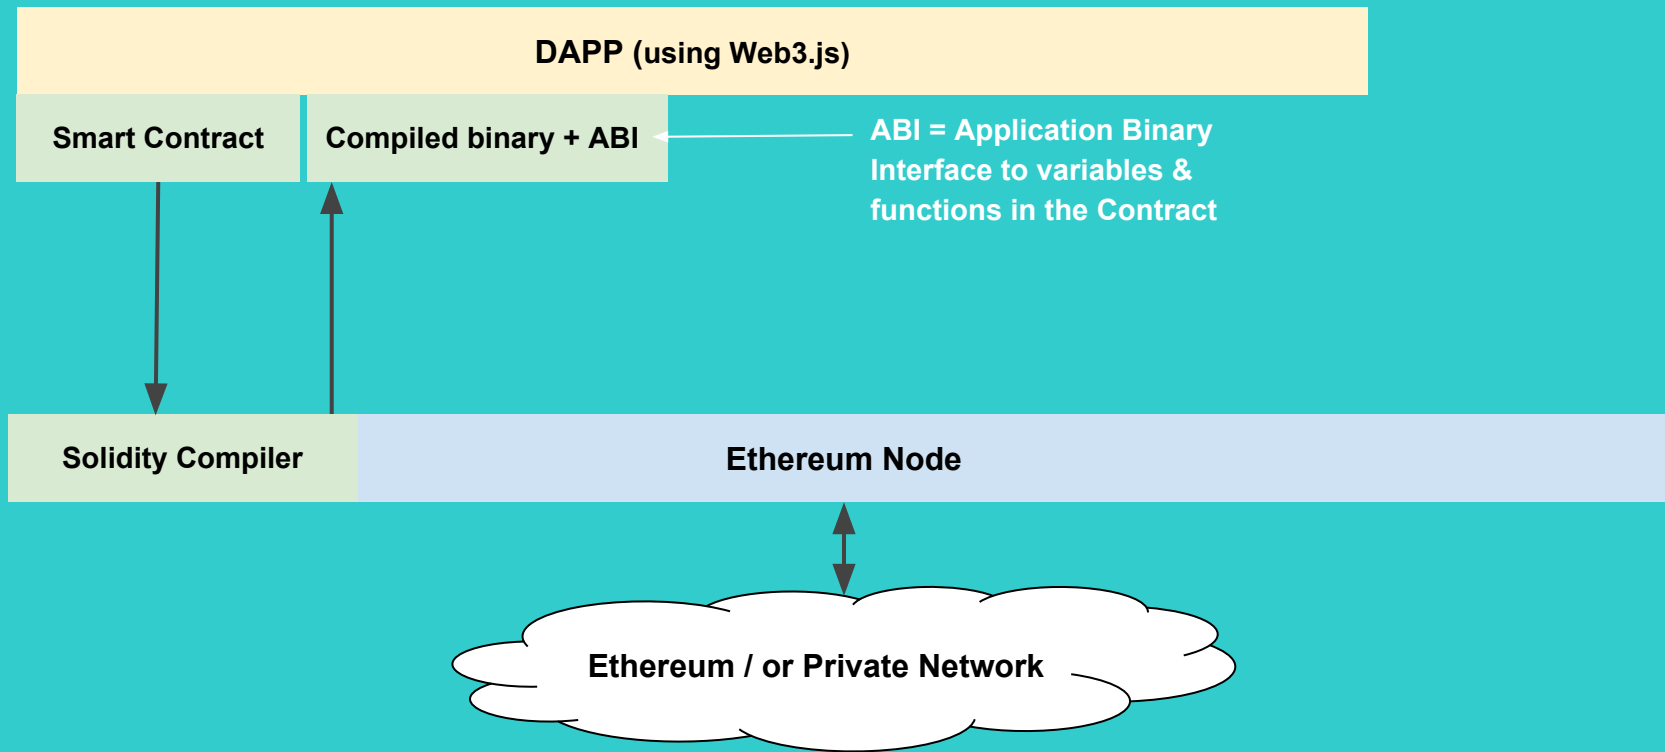 DAPP (using Web3.js)
Smart Contract
Compiled binary + ABI
ABI = Application Binary
Interface to variables &
functions in the Contract
Solidity Compiler
Ethereum Node
Ethereum / or Private Network